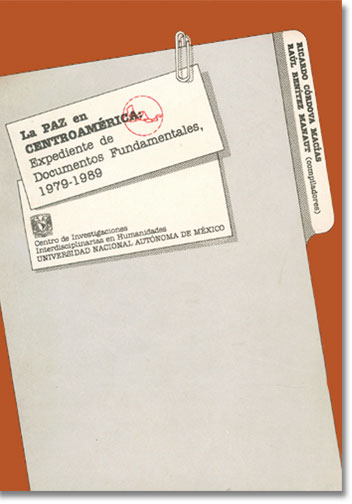 La PAZ en
CENTROAMÉRICA:
Expediente de
Documentos Fundamentales,
1979-1989
Centro de Investigaciones
Interdisciplinarias en Humanidades
UNIVERSIDAD NACIONAL AUTÓNOMA DE MÉXICO
RICARDO CÓRDOVA MACÍAS
RAÚL BENÍTEZ MANAUT (compiladores)